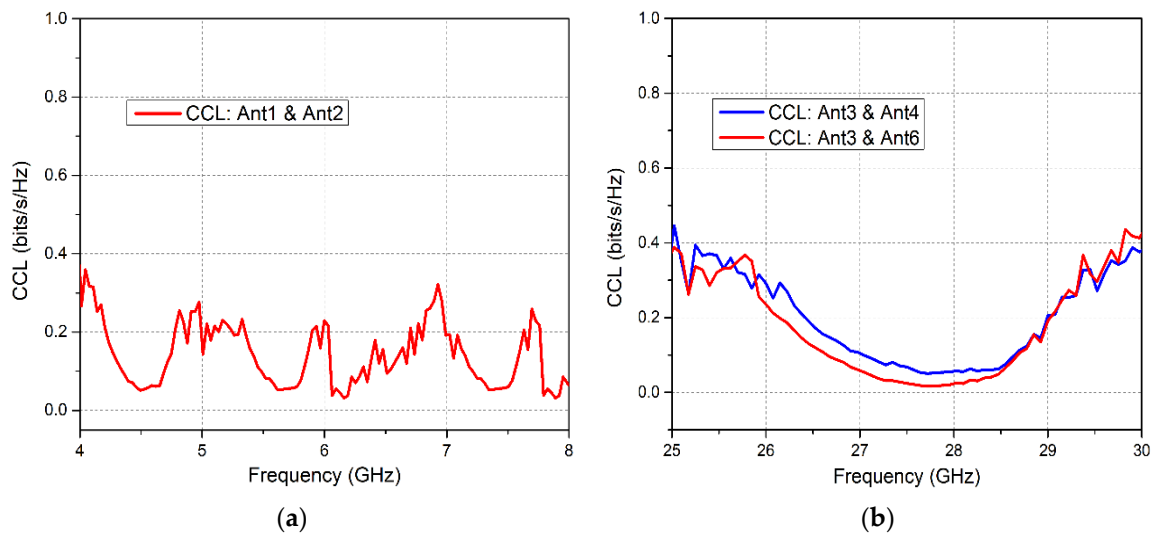 1.0
0.8
0.6
0.4
0.2
0.0
CCL (bits/s/Hz)
CCL: Ant1 & Ant2
4 5 6 7 8
Frequency (GHz)
(a)
1.0
0.8
0.6
0.4
0.2
0.0
CCL (bits/s/Hz)
CCL: Ant3 & Ant4
CCL: Ant3 & Ant6
25 26 27 28 29 30
Frequency (GHz)
(b)